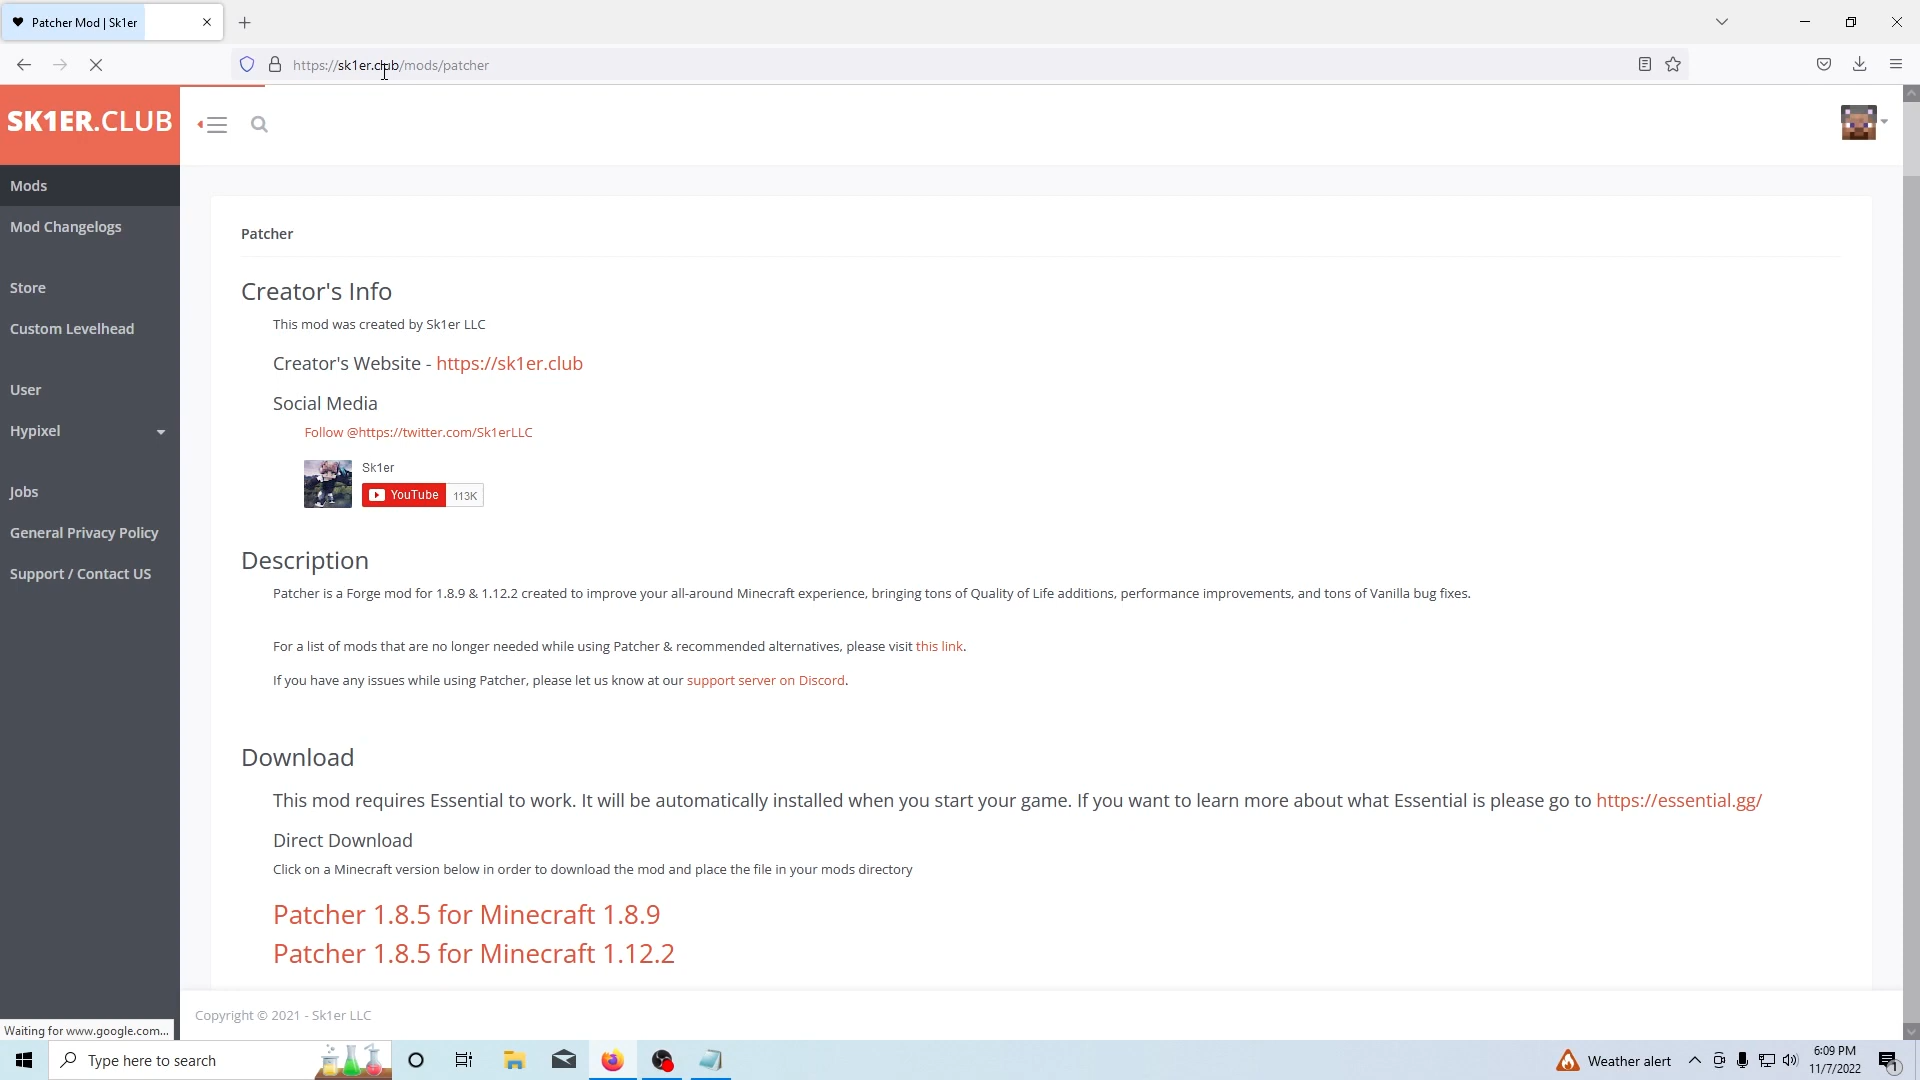 Patcher Mod | Sk1er
https://sk1er.club/mods/patcher
SK1ER.CLUB
Mods
Mod Changelogs
Store
Custom Levelhead
User
Hypixel
Jobs
General Privacy Policy
Support / Contact US
Patcher
Creator's Info
This mod was created by Sk1er LLC
Creator's Website - https://sk1er.club
Social Media
Follow @https://twitter.com/Sk1erLLC
Sk1er
YouTube 113K
Description
Patcher is a Forge mod for 1.8.9 & 1.12.2 created to improve your all-around Minecraft experience, bringing tons of Quality of Life additions, performance improvements, and tons of Vanilla bug fixes.
For a list of mods that are no longer needed while using Patcher & recommended alternatives, please visit this link.
If you have any issues while using Patcher, please let us know at our support server on Discord.
Download
This mod requires Essential to work. It will be automatically installed when you start your game. If you want to learn more about what Essential is please go to https://essential.gg/
Direct Download
Click on a Minecraft version below in order to download the mod and place the file in your mods directory
Patcher 1.8.5 for Minecraft 1.8.9
Patcher 1.8.5 for Minecraft 1.12.2
Copyright © 2021 - Sk1er LLC
Waiting for www.google.com...
Type here to search
Weather alert
6:09 PM
11/7/2022
1